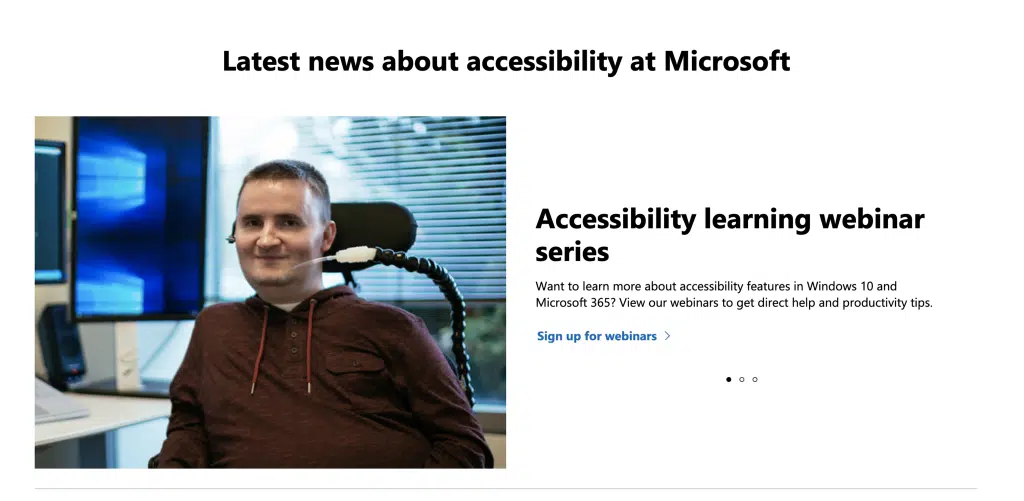 Latest news about accessibility at Microsoft
Accessibility learning webinar
series
Want to learn more about accessibility features in Windows 10 and
Microsoft 365? View our webinars to get direct help and productivity tips.
Sign up for webinars